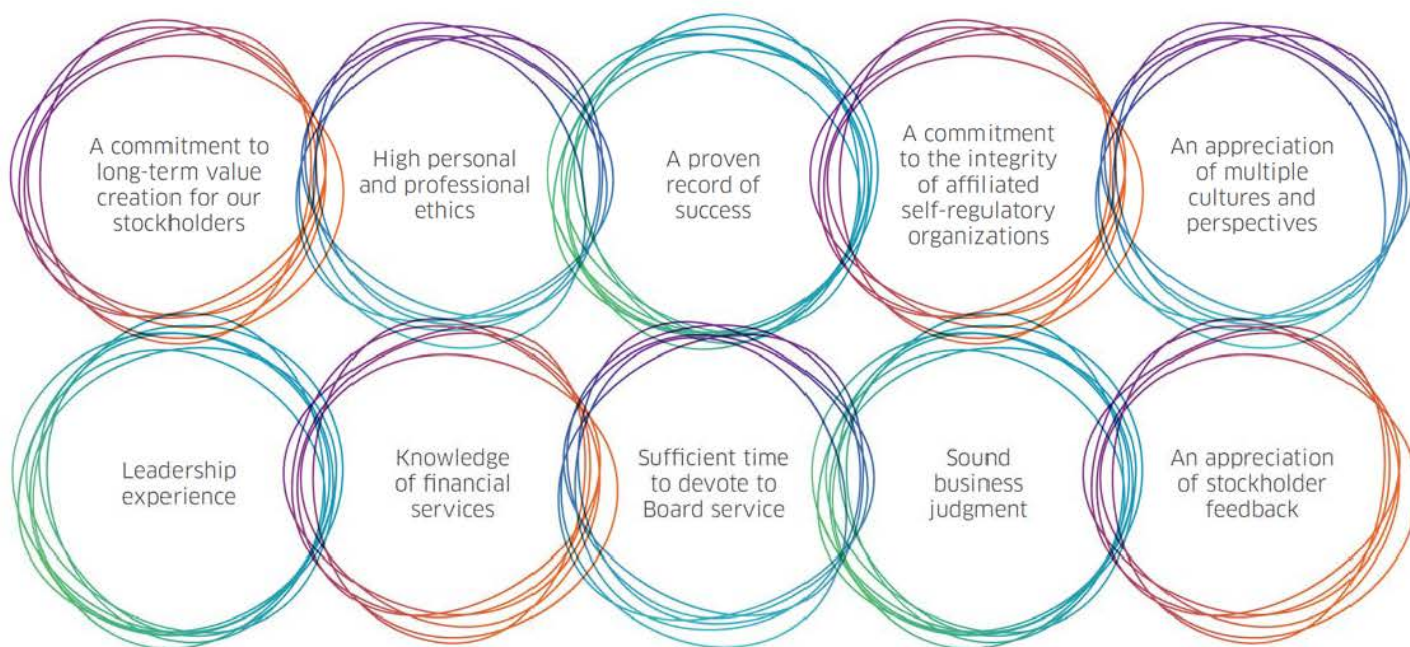 A commitment to
long-term value
creation for our
stockholders
High personal
and professional
ethics
A proven
record of
success
A commitment
to the integrity
of affiliated
self-regulatory
organizations
An appreciation
of multiple
cultures and
perspectives
Leadership
experience
Knowledge
of financial
services
Sufficient time
to devote to
Board service
Sound
business
judgment
An appreciation
of stockholder
feedback